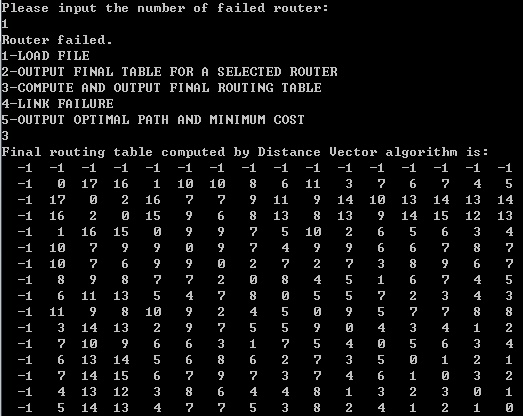 Please input the number of failed router:
1
Router failed.
1-LOAD FILE
2-OUTPUT FINAL TABLE FOR A SELECTED ROUTER
3-COMPUTE AND OUTPUT FINAL ROUTING TABLE
4-LINK FAILURE
5-OUTPUT OPTIMAL PATH AND MINIMUM COST
3
Final routing table computed by Distance Vector algorithm is:
-1 -1 -1 -1 -1 -1 -1 -1 -1 -1 -1 -1 -1 -1 -1 -1
-1 0 17 16 1 10 10 8 6 11 3 7 6 7 4 5
-1 17 0 2 16 7 7 9 11 9 14 10 13 14 13 14
-1 16 2 0 15 9 6 8 13 8 13 9 14 15 12 13
-1 1 16 15 0 9 9 7 5 10 2 6 5 6 3 4
-1 10 7 9 9 0 9 7 4 9 9 6 6 7 8 7
-1 10 7 6 9 9 0 2 7 2 7 3 8 9 6 7
-1 8 9 8 7 7 2 0 8 4 5 1 6 7 4 5
-1 6 11 13 5 4 7 8 0 5 5 7 2 3 4 3
-1 11 9 8 10 9 2 4 5 0 9 5 7 7 8 8
-1 3 14 13 2 9 7 5 5 9 0 4 3 4 1 2
-1 7 10 9 6 6 3 1 7 5 4 0 5 6 3 4
-1 6 13 14 5 6 8 6 2 7 3 5 0 1 2 1
-1 7 14 15 6 7 9 7 3 7 4 6 1 0 3 2
-1 4 13 12 3 8 6 4 4 8 1 3 2 3 0 1
-1 5 14 13 4 7 7 5 3 8 2 4 1 2 1 0